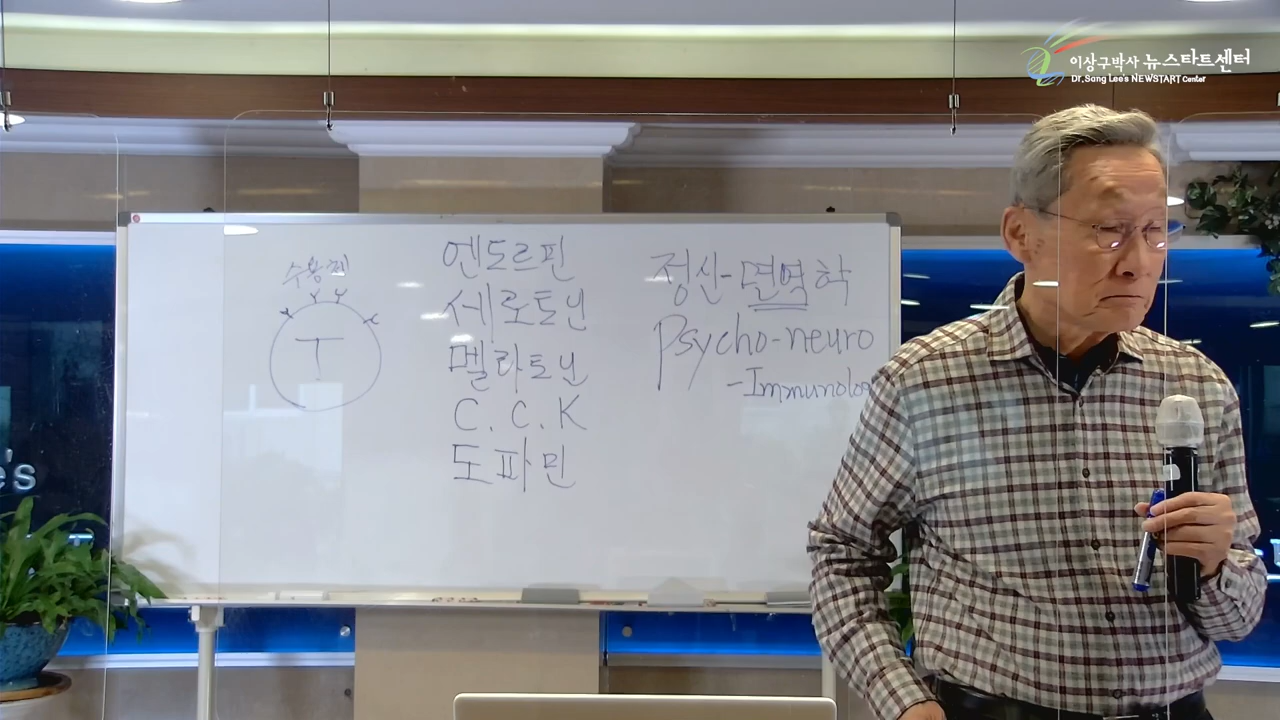 이상구박사 뉴스타트센터
Dr. Sang Lee's NEWSTART Center
수용체
T
엔도르핀
세로토닌
멜라토닌
C.C.K
도파민
정신-면역학
Psycho-neuro
-Immunolog
e's